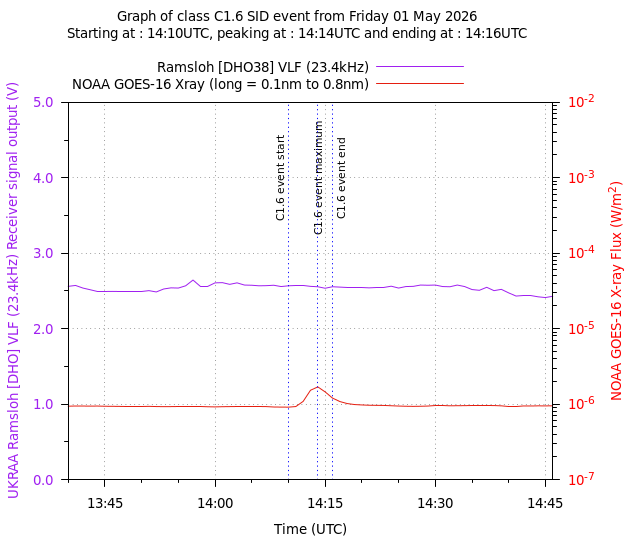 Graph of class C1.6 SID event from Friday 01 May 2026
Starting at : 14:10UTC, peaking at : 14:14UTC and ending at : 14:16UTC
Ramsloh [DHO38] VLF (23.4kHz)
NOAA GOES-16 Xray (long = 0.1nm to 0.8nm)
UKRAA Ramsloh [DHO] VLF (23.4kHz) Receiver signal output (V)
5.0
4.0
3.0
2.0
1.0
0.0
C1.6 event start
C1.6 event maximum
C1.6 event end
10^-2
10^-3
10^-4
10^-5
10^-6
10^-7
NOAA GOES-16 X-ray Flux (W/m^2)
13:45 14:00 14:15 14:30 14:45
Time (UTC)